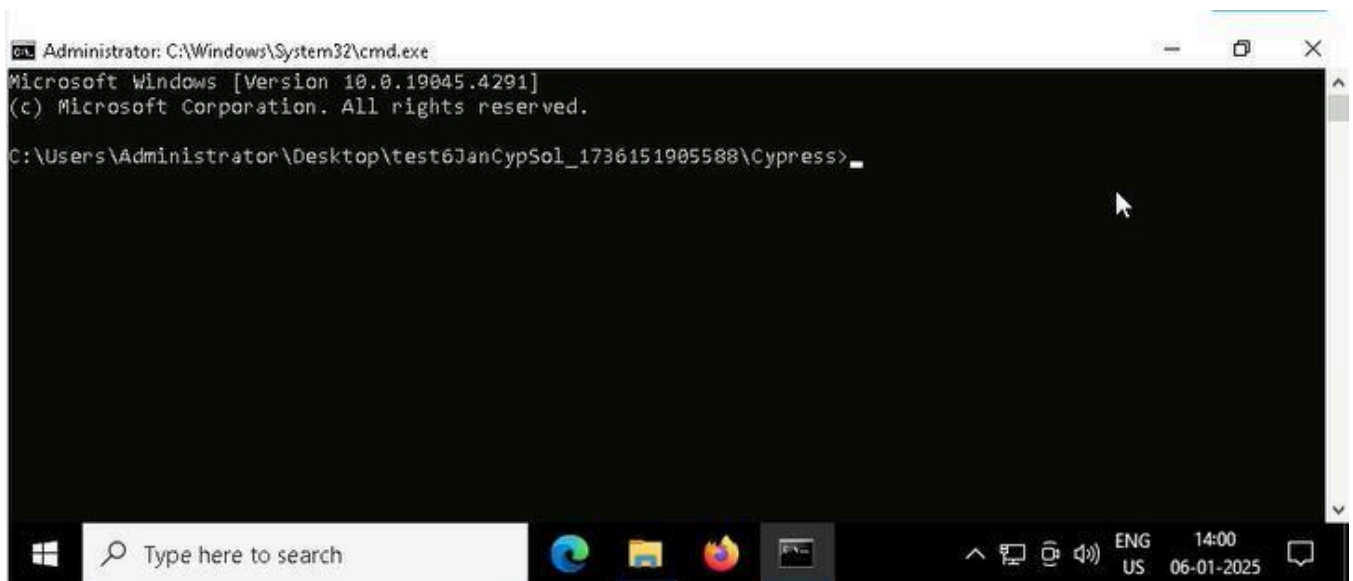 Administrator: C:\Windows\System32\cmd.exe
Microsoft Windows [Version 10.0.19045.4291]
(c) Microsoft Corporation. All rights reserved.
C:\Users\Administrator\Desktop\test6JanCypSol_1736151905588\Cypress>
Type here to search
ENG
US
14:00
06-01-2025